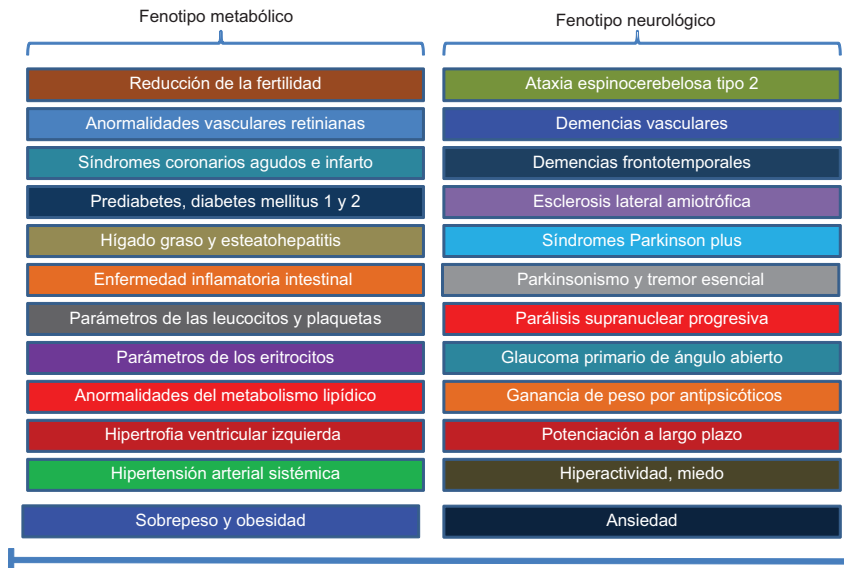 Fenotipo metabólico
Reducción de la fertilidad
Anormalidades vasculares retinianas
Síndromes coronarios agudos e infarto
Prediabetes, diabetes mellitus 1 y 2
Hígado graso y esteatohepatitis
Enfermedad inflamatoria intestinal
Parámetros de las leucocitos y plaquetas
Parámetros de los eritrocitos
Anormalidades del metabolismo lipídico
Hipertrofia ventricular izquierda
Hipertensión arterial sistémica
Sobrepeso y obesidad
Fenotipo neurológico
Ataxia espinocerebelosa tipo 2
Demencias vasculares
Demencias frontotemporales
Esclerosis lateral amiotrófica
Síndromes Parkinson plus
Parkinsonismo y tremor esencial
Parálisis supranuclear progresiva
Glaucoma primario de ángulo abierto
Ganancia de peso por antipsicóticos
Potenciación a largo plazo
Hiperactividad, miedo
Ansiedad